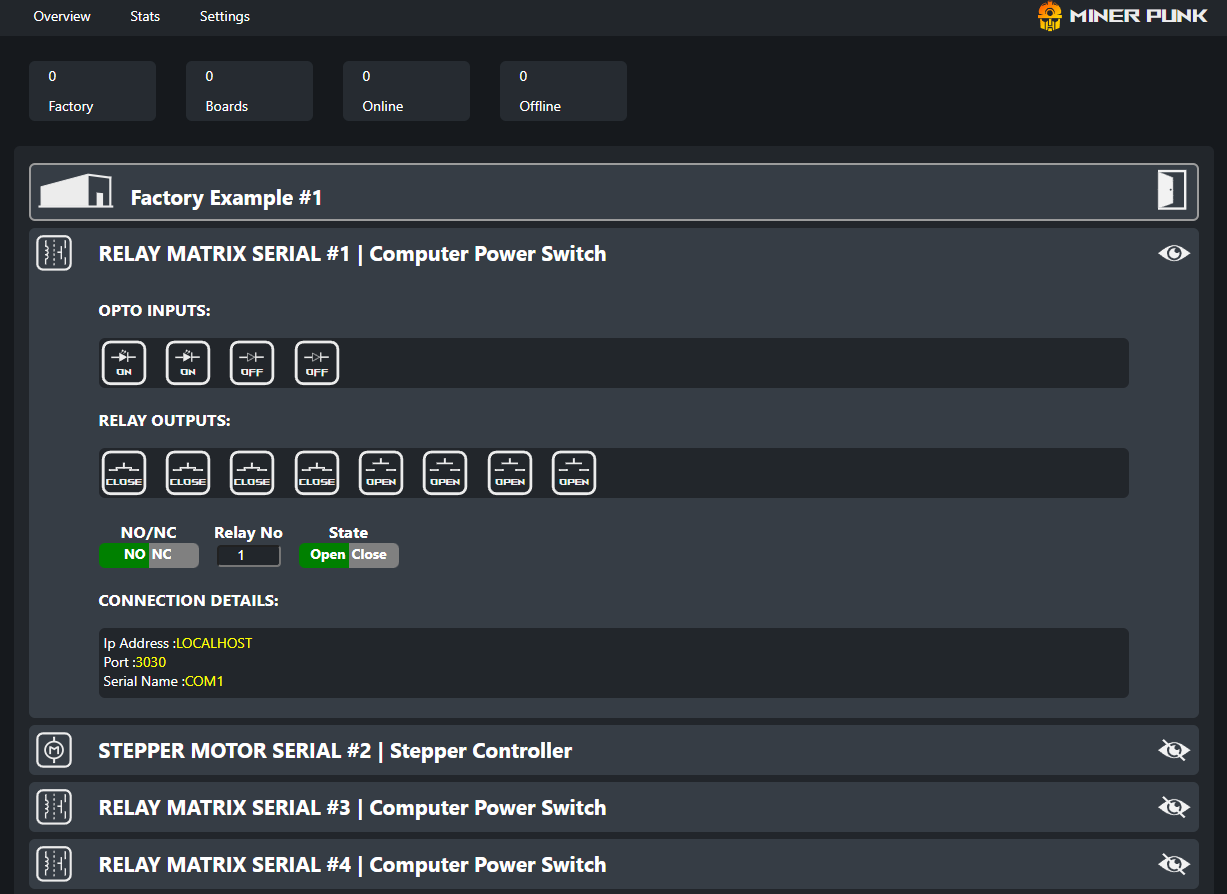 Overview Stats Settings MINER PUNK
0 0 0 0
Factory Boards Online Offline
Factory Example #1
RELAY MATRIX SERIAL #1 | Computer Power Switch
OPTO INPUTS:
ON ON OFF OFF
RELAY OUTPUTS:
CLOSE CLOSE CLOSE CLOSE OPEN OPEN OPEN OPEN
NO/NC Relay No State
NO NC 1 Open Close
CONNECTION DETAILS:
Ip Address :LOCALHOST
Port :3030
Serial Name :COM1
M STEPPER MOTOR SERIAL #2 | Stepper Controller
RELAY MATRIX SERIAL #3 | Computer Power Switch
RELAY MATRIX SERIAL #4 | Computer Power Switch